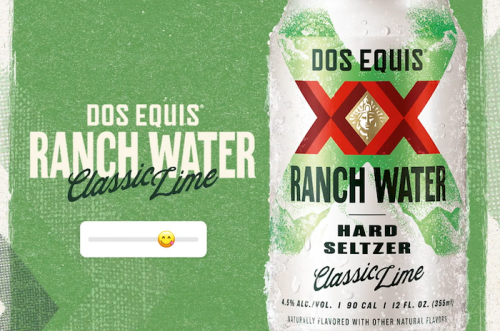 DOS EQUIS®
RANCH WATER
Classic Lime
DOS EQUIS®
XX
RANCH WATER
HARD
SELTZER
Classic Lime
4.5% ALC./VOL. | 90 CAL | 12 FL. OZ. (355ml)
NATURALLY FLAVORED WITH OTHER NATURAL FLAVORS